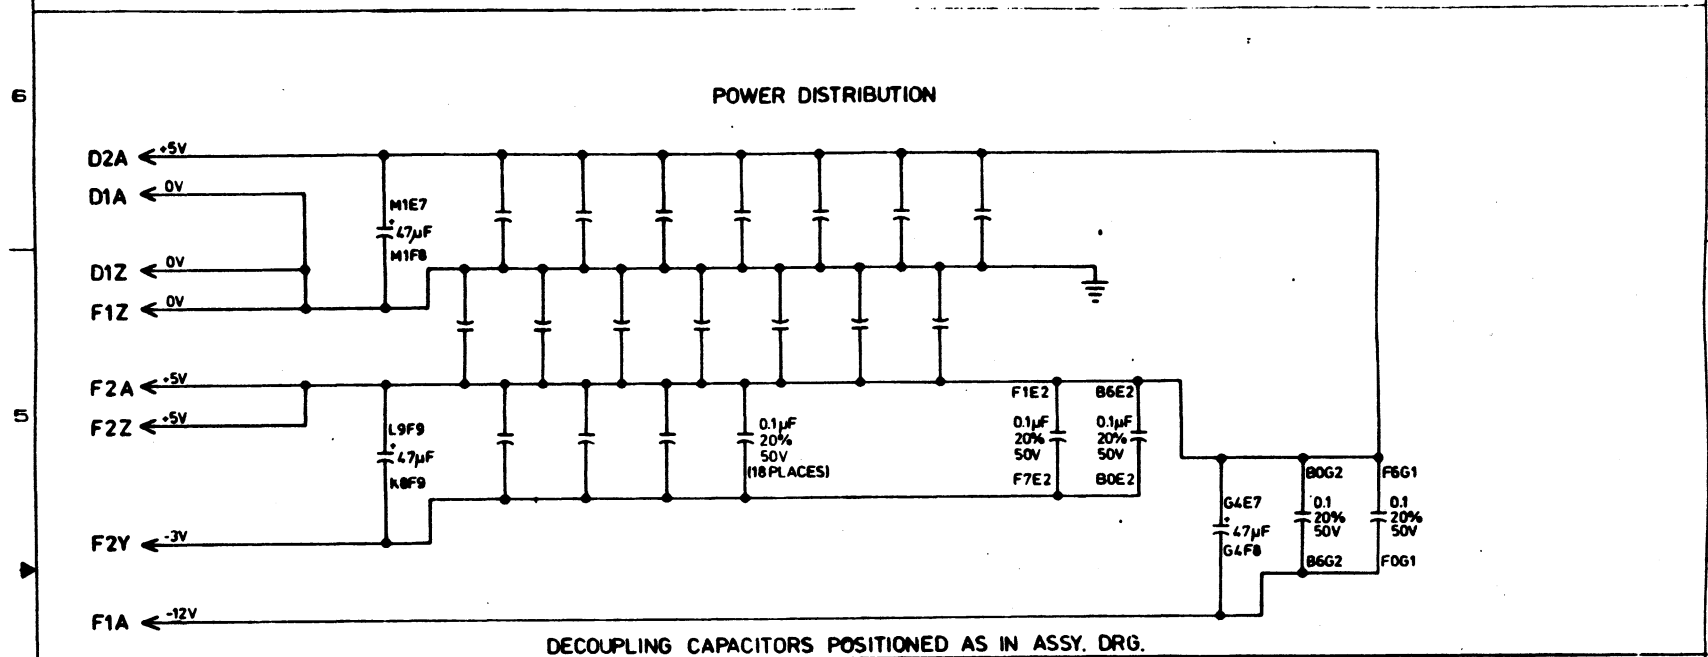 6
POWER DISTRIBUTION
D2A +5V
D1A 0V
M1E7
+
47µF
M1F8
D1Z 0V
F1Z 0V
F2A +5V
F2Z +5V
5
L9F9
+
47µF
K8F9
0.1µF
20%
50V
(18 PLACES)
F1E2
0.1µF
20%
50V
F7E2
B6E2
0.1µF
20%
50V
B0E2
F2Y -3V
G4E7
+
47µF
G4F8
B0G2
0.1
20%
50V
B6G2
F6G1
0.1
20%
50V
F0G1
F1A -12V
DECOUPLING CAPACITORS POSITIONED AS IN ASSY. DRG.